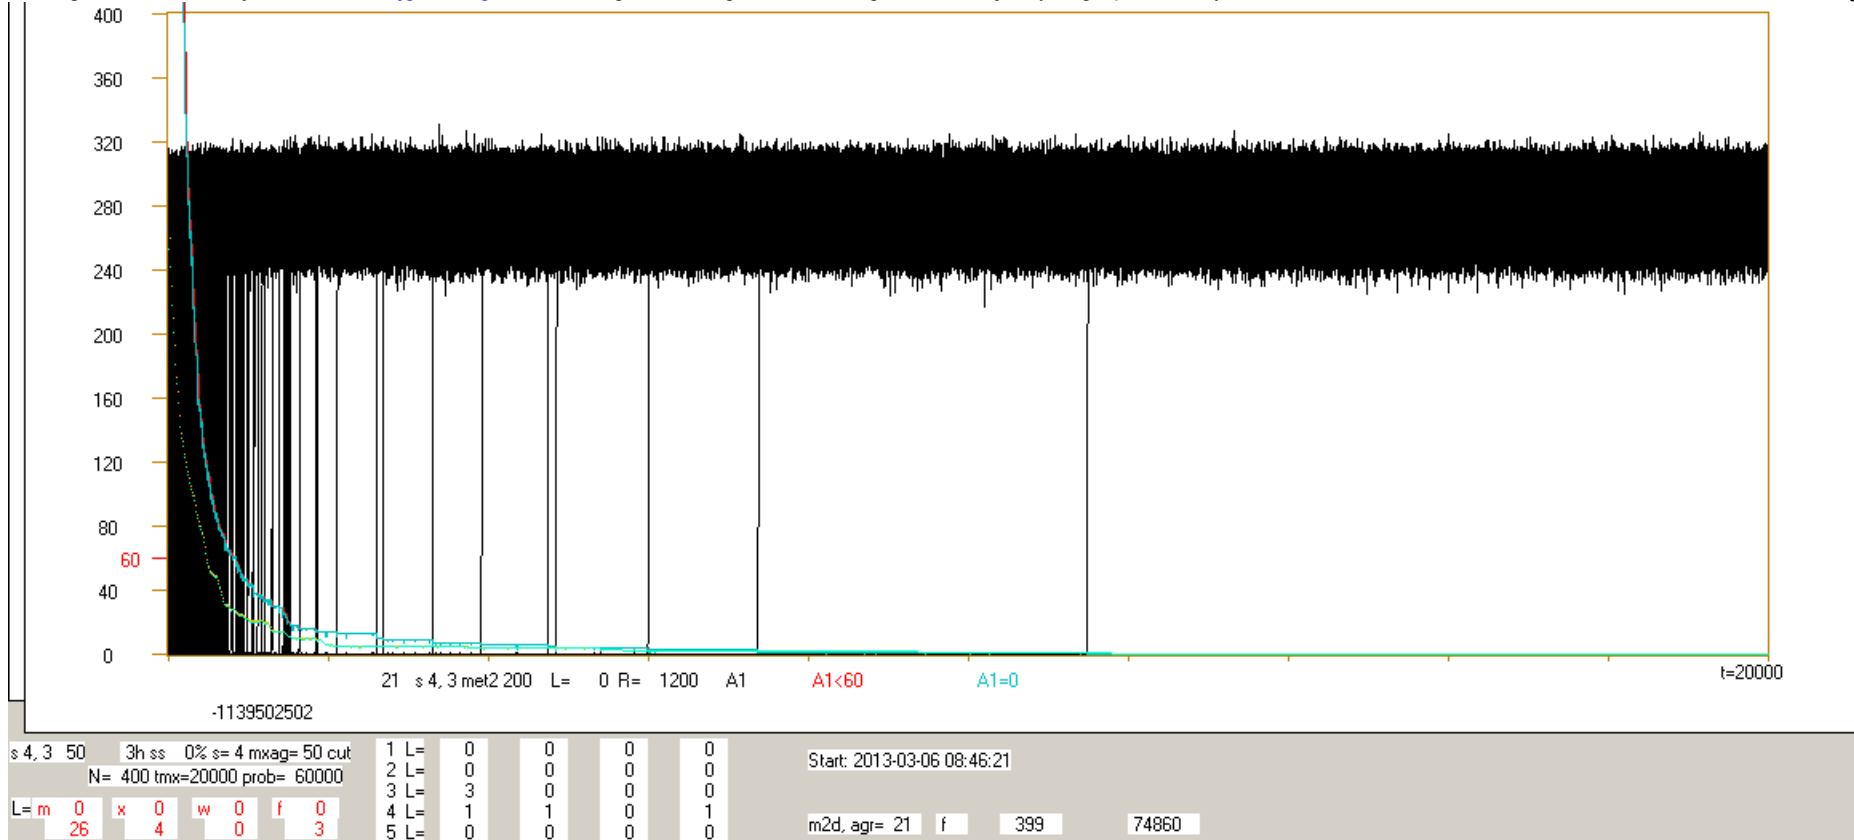 400
360
320
280
240
200
160
120
80
60
40
0
t=20000
21 s 4, 3 met2 200 L= 0 R= 1200 A1 A1<60 A1=0
-1139502502
s 4, 3 50 3h ss 0% s= 4 mxag= 50 cut
N= 400 tmx=20000 prob= 60000
L= m 0 x 0 w 0 f 0
26 4 0 3
1 L= 0 0 0 0
2 L= 0 0 0 0
3 L= 3 0 0 0
4 L= 1 1 0 1
5 L= 0 0 0 0
Start: 2013-03-06 08:46:21
m2d, agr= 21 f 399 74860